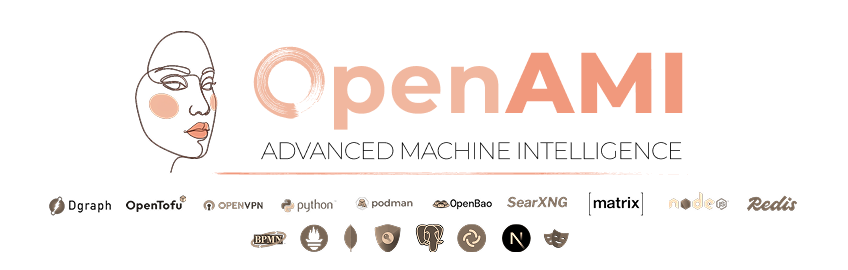 OpenAMI
ADVANCED MACHINE INTELLIGENCE
Dgraph OpenTofu OPENVPN python podman OpenBao SearXNG [matrix] node Redis
BPMN N